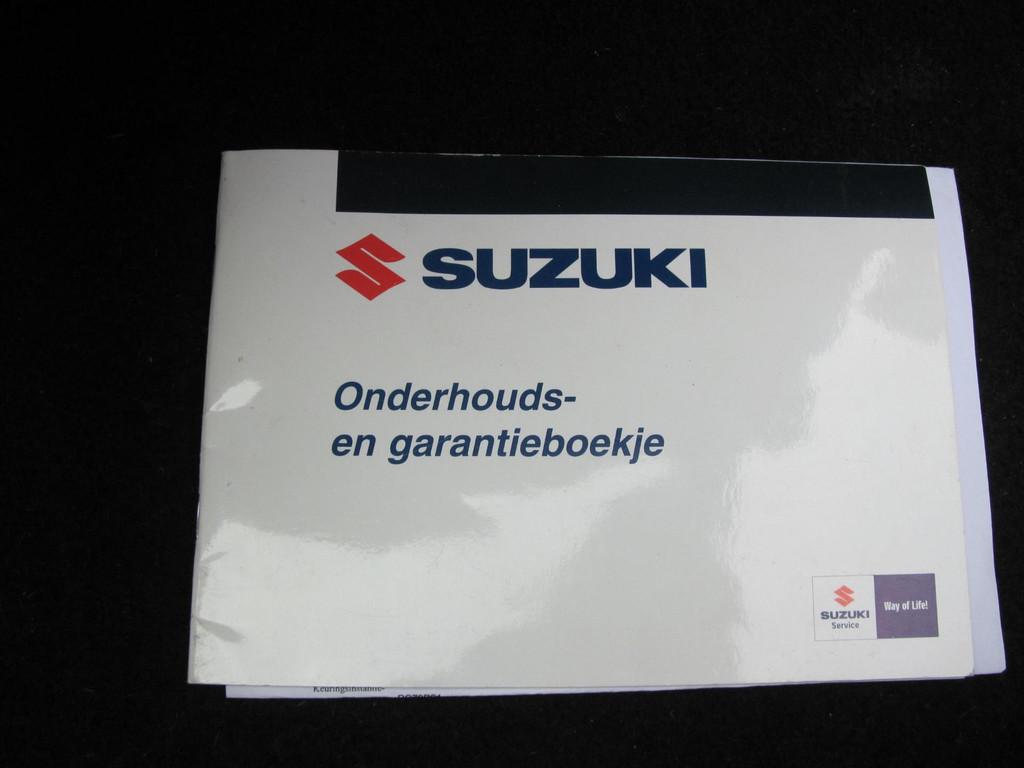 SUZUKI
Onderhouds-
en garantieboekje
SUZUKI
Service
Way of Life!